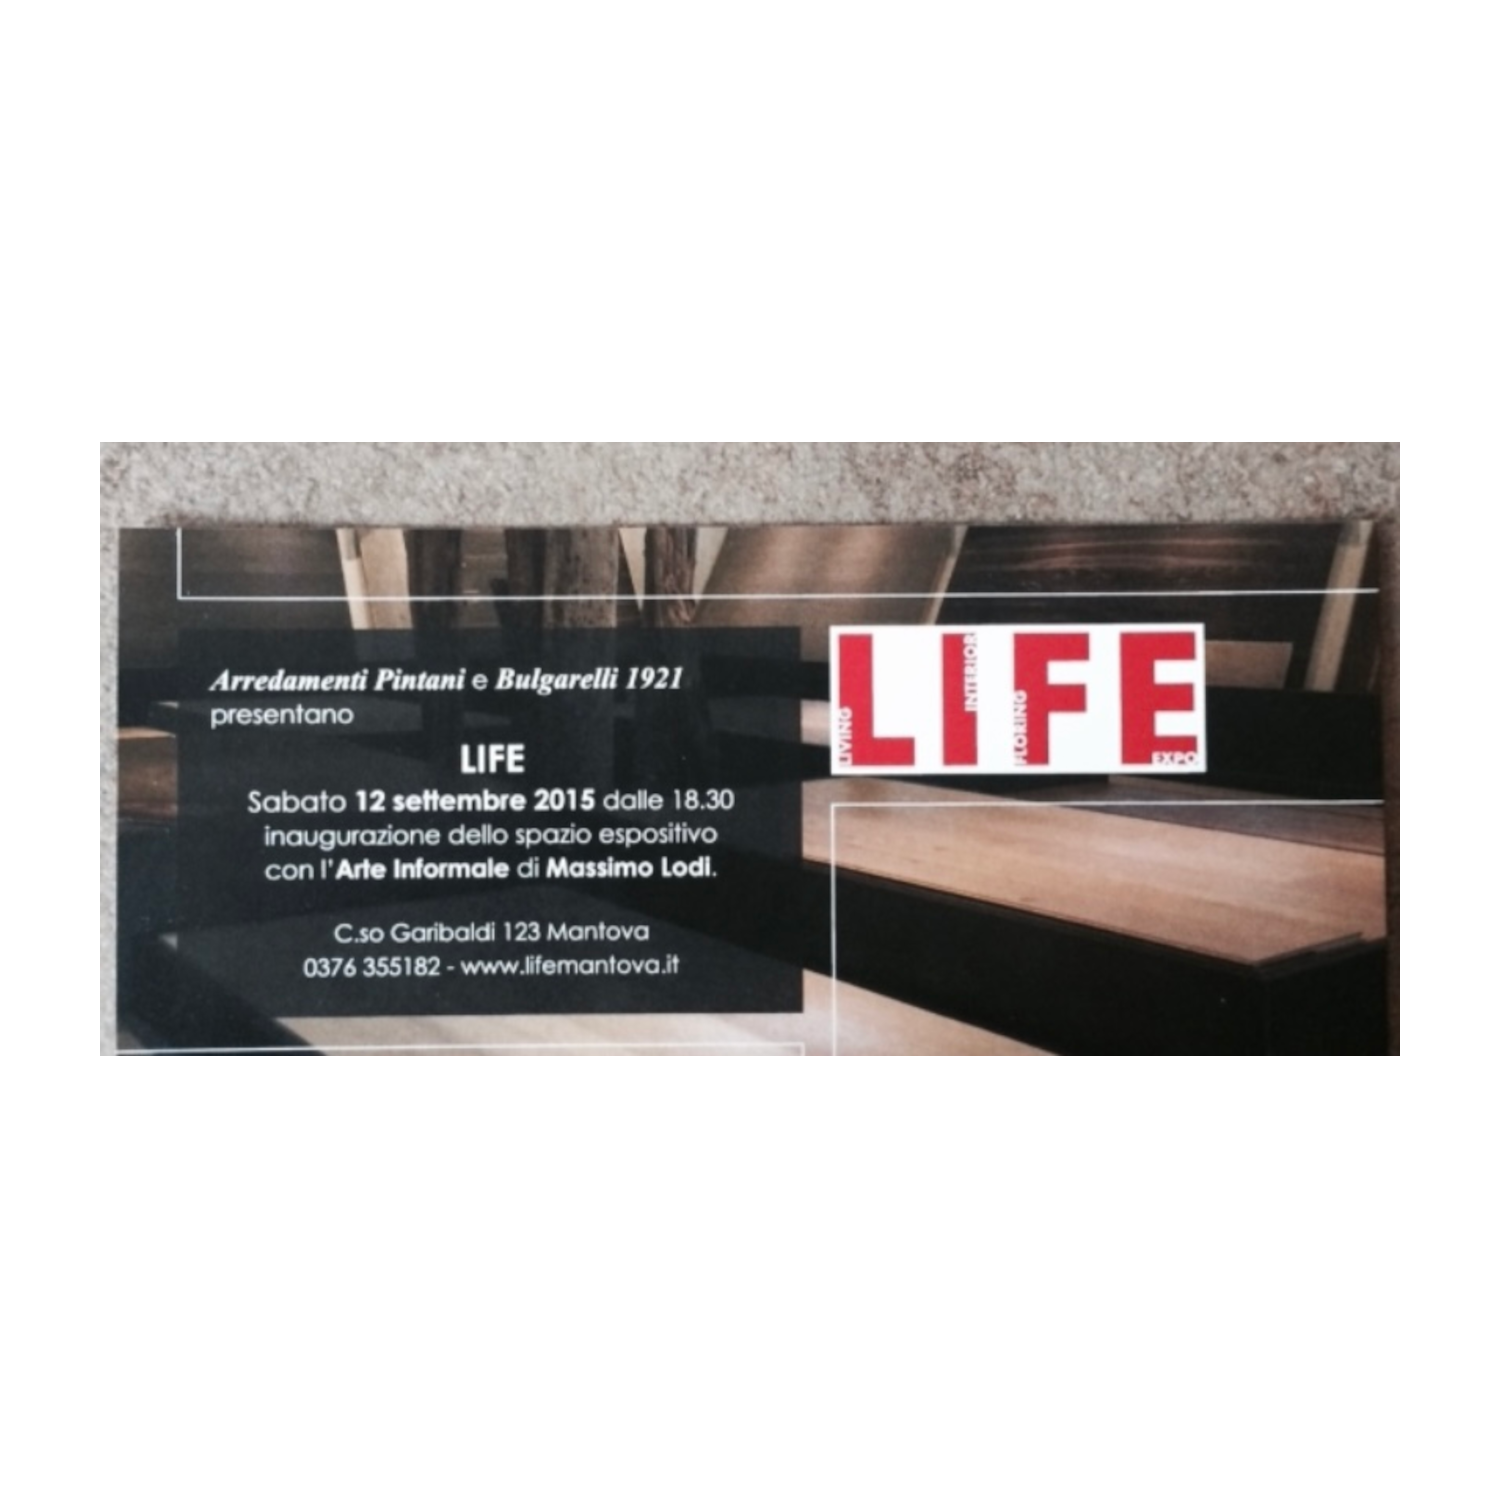 Arredamenti Pintani e Bulgarelli 1921
presentano
LIFE
Sabato 12 settembre 2015 dalle 18.30
inaugurazione dello spazio espositivo
con l'Arte Informale di Massimo Lodi.
C.so Garibaldi 123 Mantova
0376 355182 - www.lifemantova.it
LIFE
LIVING
INTERIOR
FLORING
EXPO